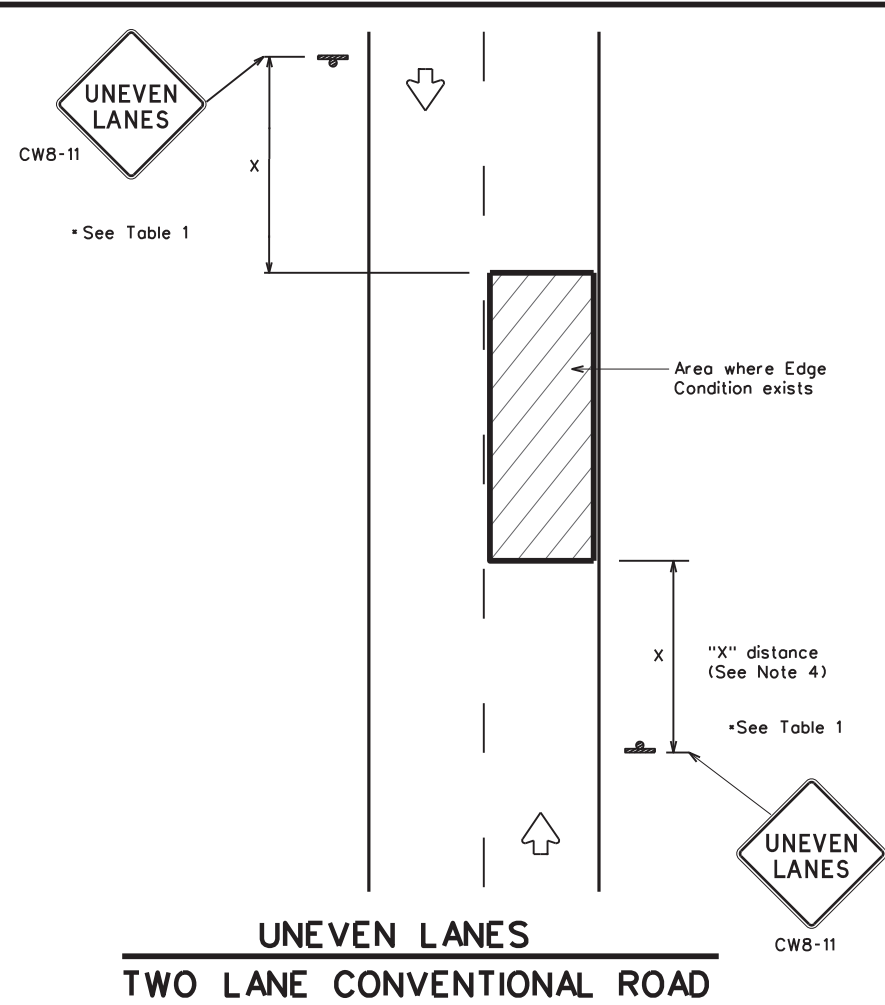 UNEVEN
LANES
CW8-11
X
* See Table 1
Area where Edge
Condition exists
X
"X" distance
(See Note 4)
*See Table 1
UNEVEN
LANES
CW8-11
UNEVEN LANES
TWO LANE CONVENTIONAL ROAD